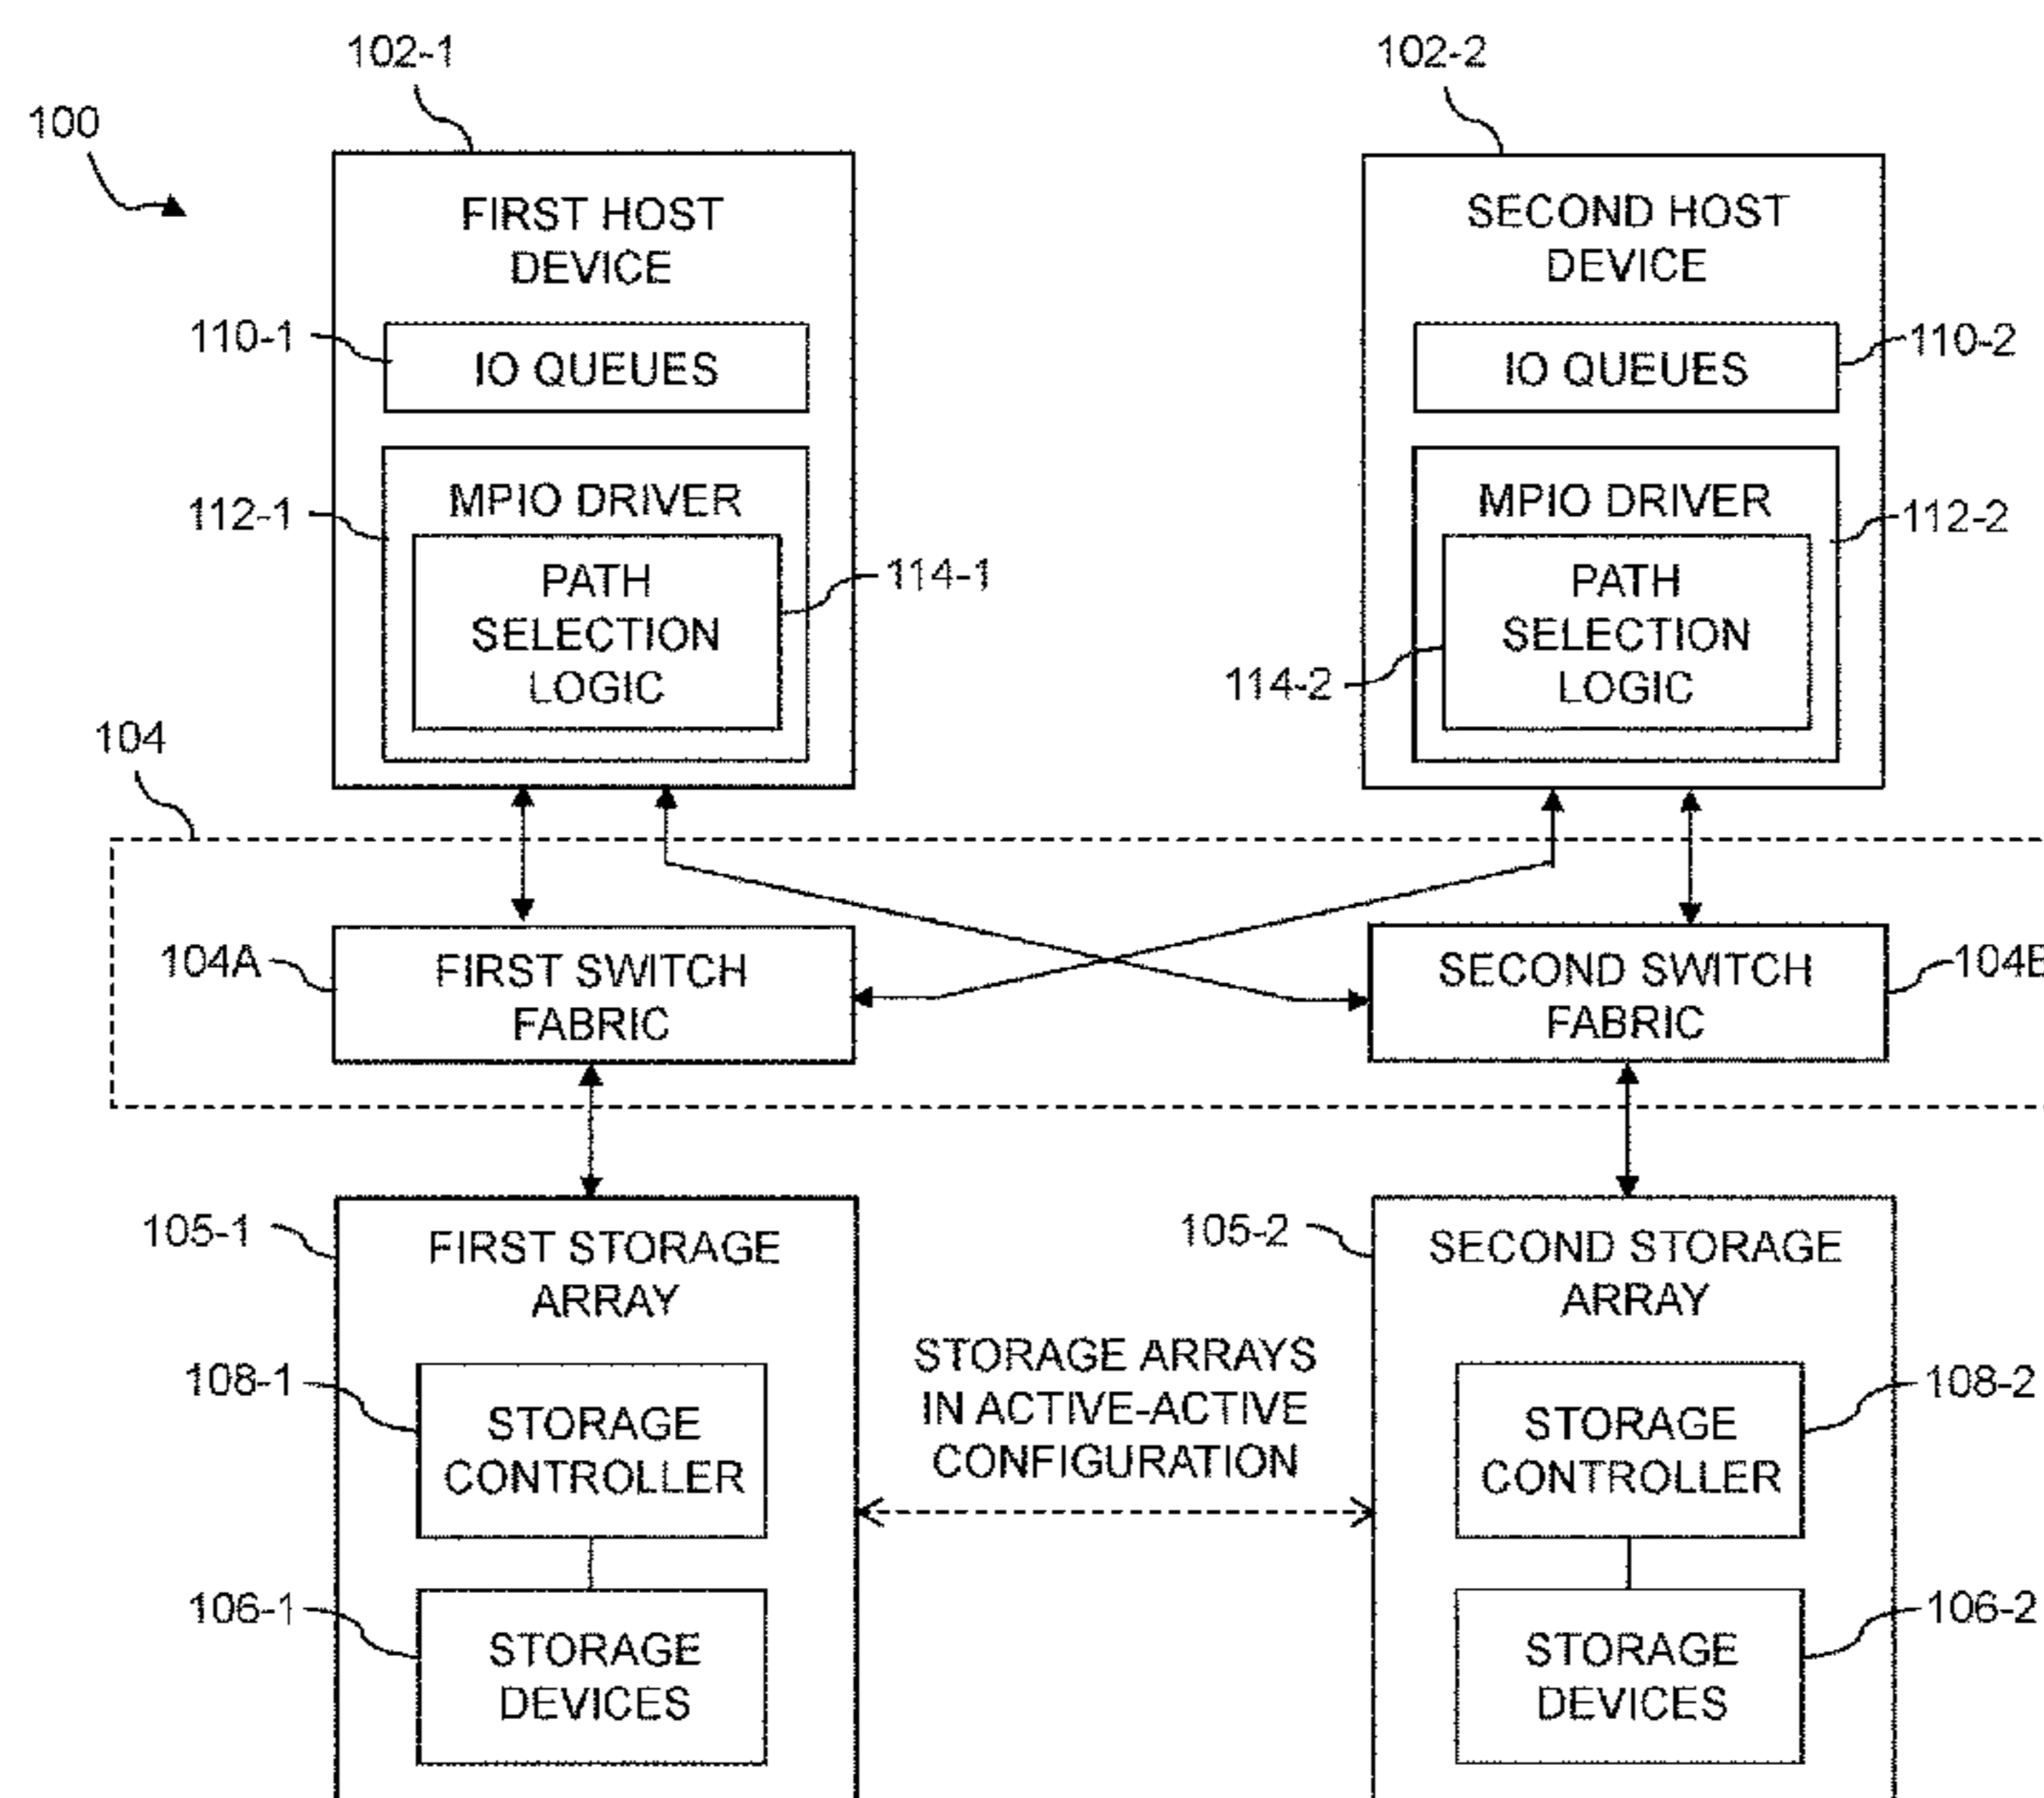 102-1
102-2
100
FIRST HOST
DEVICE
SECOND HOST
DEVICE
110-1
IO QUEUES
IO QUEUES
110-2
112-1
MPIO DRIVER
PATH
SELECTION
LOGIC
114-1
MPIO DRIVER
112-2
PATH
SELECTION
LOGIC
114-2
104
104A
FIRST SWITCH
FABRIC
SECOND SWITCH
FABRIC
104B
105-1
FIRST STORAGE
ARRAY
105-2
SECOND STORAGE
ARRAY
108-1
STORAGE
CONTROLLER
STORAGE ARRAYS
IN ACTIVE-ACTIVE
CONFIGURATION
STORAGE
CONTROLLER
108-2
106-1
STORAGE
DEVICES
STORAGE
DEVICES
106-2